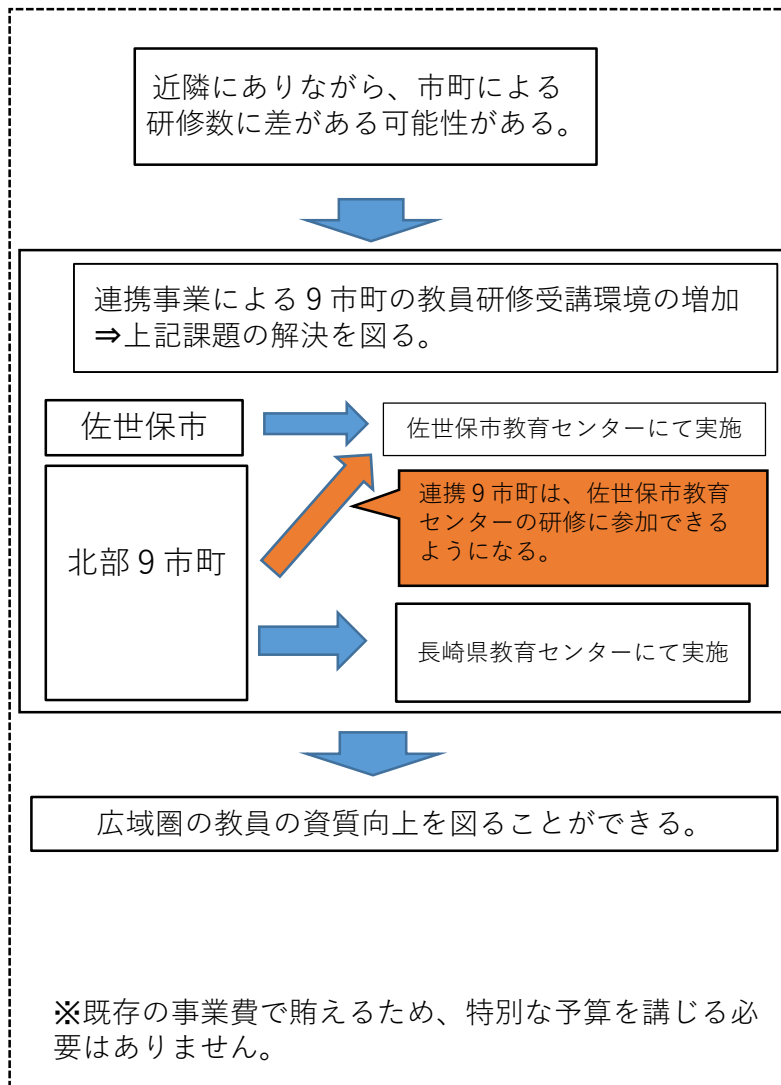 近隣にありながら、市町による
研修数に差がある可能性がある。
連携事業による９市町の教員研修受講環境の増加
⇒上記課題の解決を図る。
佐世保市
佐世保市教育センターにて実施
連携９市町は、佐世保市教育
センターの研修に参加できる
ようになる。
北部９市町
長崎県教育センターにて実施
広域圏の教員の資質向上を図ることができる。
※既存の事業費で賄えるため、特別な予算を講じる必
要はありません。